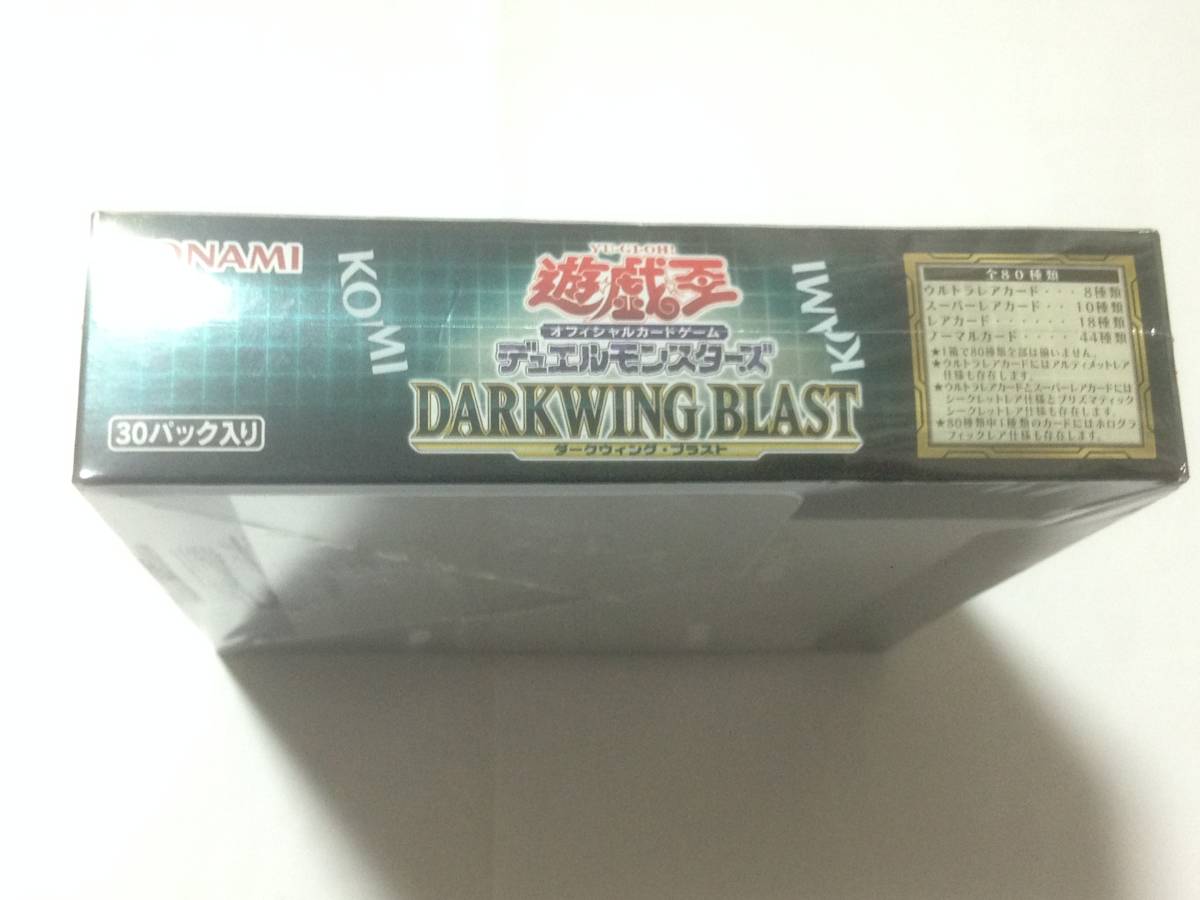 KONAMI
KONAMI
YU-GI-OH!
遊☆戯☆王
オフィシャルカードゲーム
デュエルモンスターズ
DARKWING BLAST
ダークウィング・ブラスト
30パック入り
KONAMI
全80種類
ウルトラレアカード・・・8種類
スーパーレアカード・・・10種類
レアカード・・・・・・・18種類
ノーマルカード・・・・44種類
★1箱で80種類全部は揃いません。
★ウルトラレアカードにはアルティメットレア
仕様も存在します。
★ウルトラレアカードとスーパーレアカードには
シークレットレア仕様とプリズマティック
シークレットレア仕様も存在します。
★80種類中1種類のカードにはホログラ
フィックレア仕様も存在します。